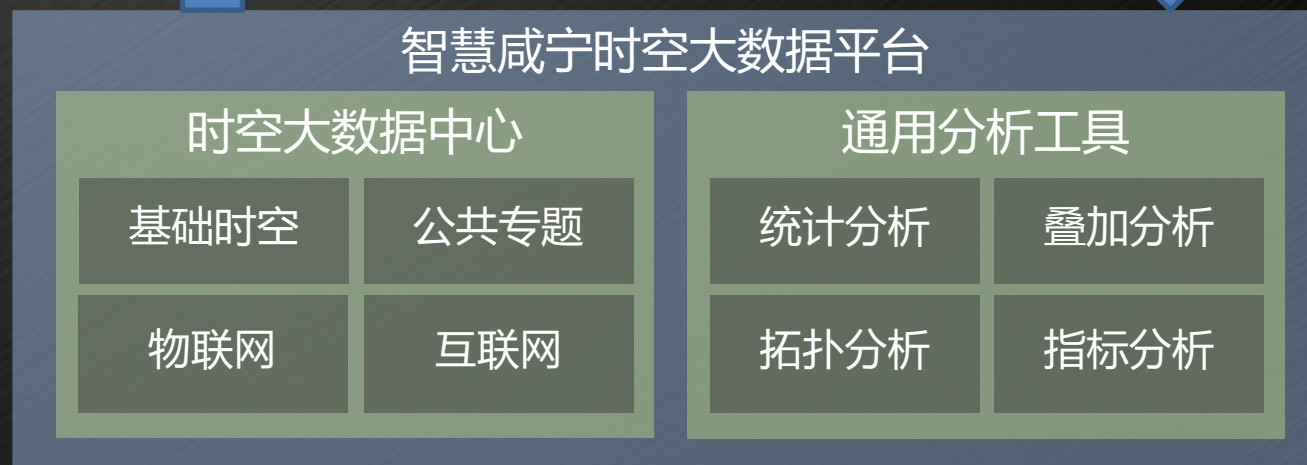 智慧咸宁时空大数据平台
时空大数据中心
基础时空
公共专题
物联网
互联网
通用分析工具
统计分析
叠加分析
拓扑分析
指标分析